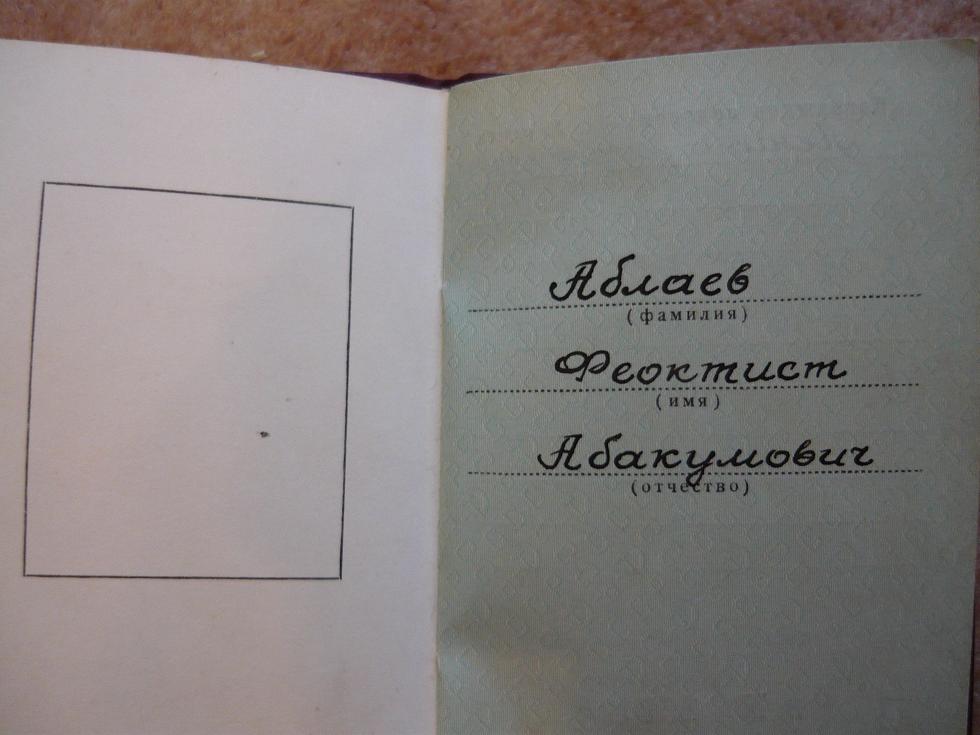 Аблаев
(фамилия)
Феоктист
(имя)
Абакумович
(отчество)